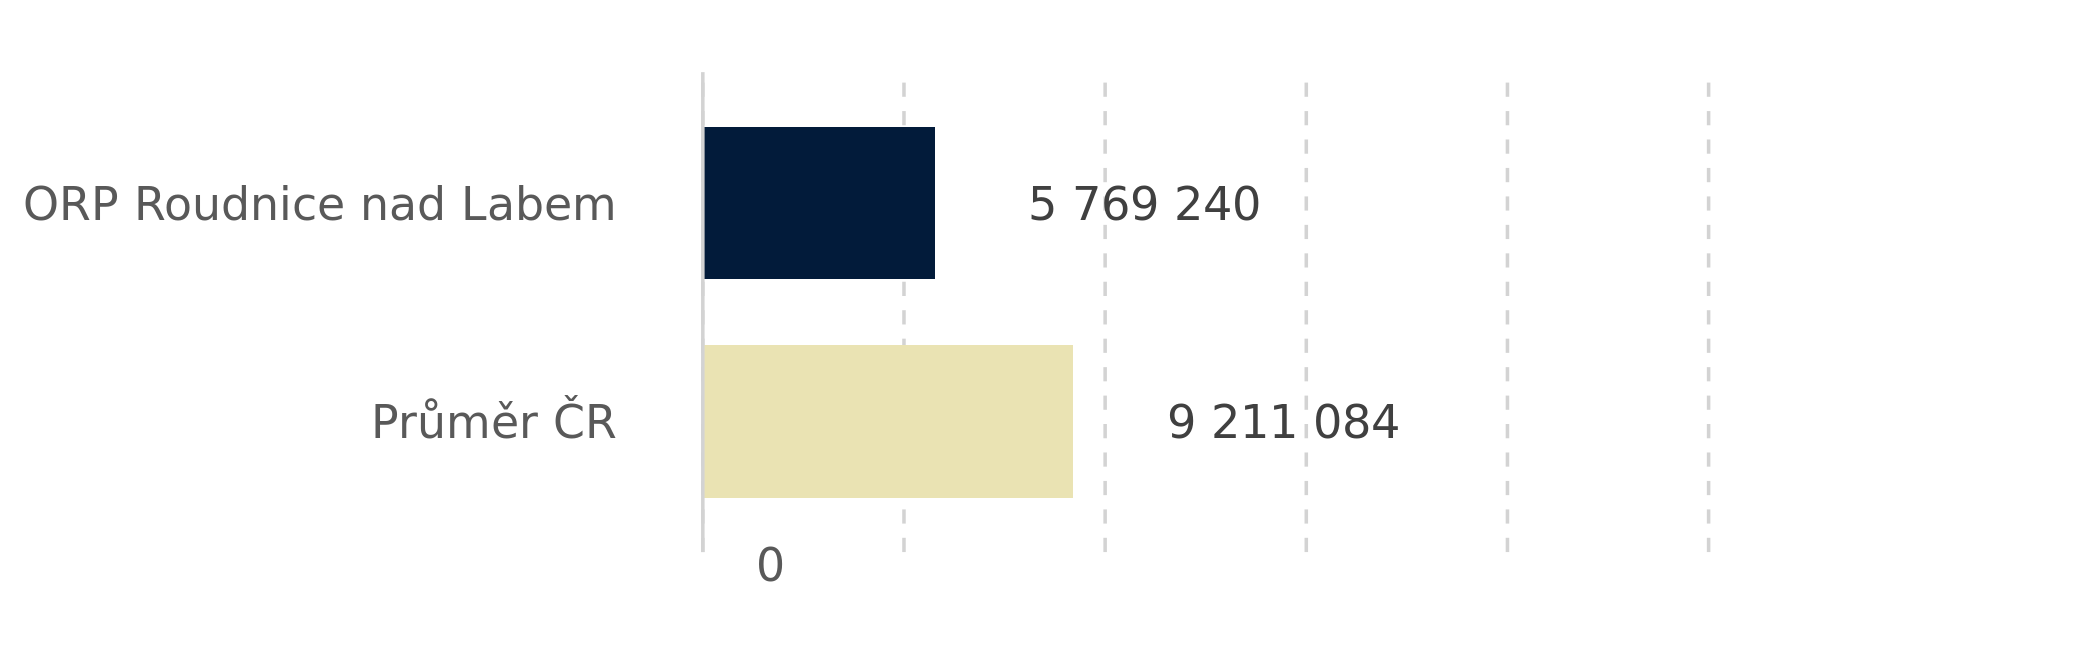 ORP Roudnice nad Labem
5 769 240
Průměr ČR
9 211 084
0